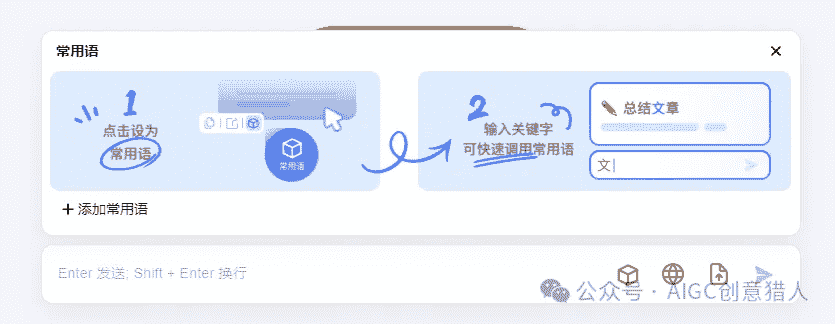 常用语
1
点击设为
常用语
常用语
2
输入关键字
可快速调用常用语
总结文章
文
+ 添加常用语
Enter 发送; Shift + Enter 换行
公众号 · AIGC创意猎人